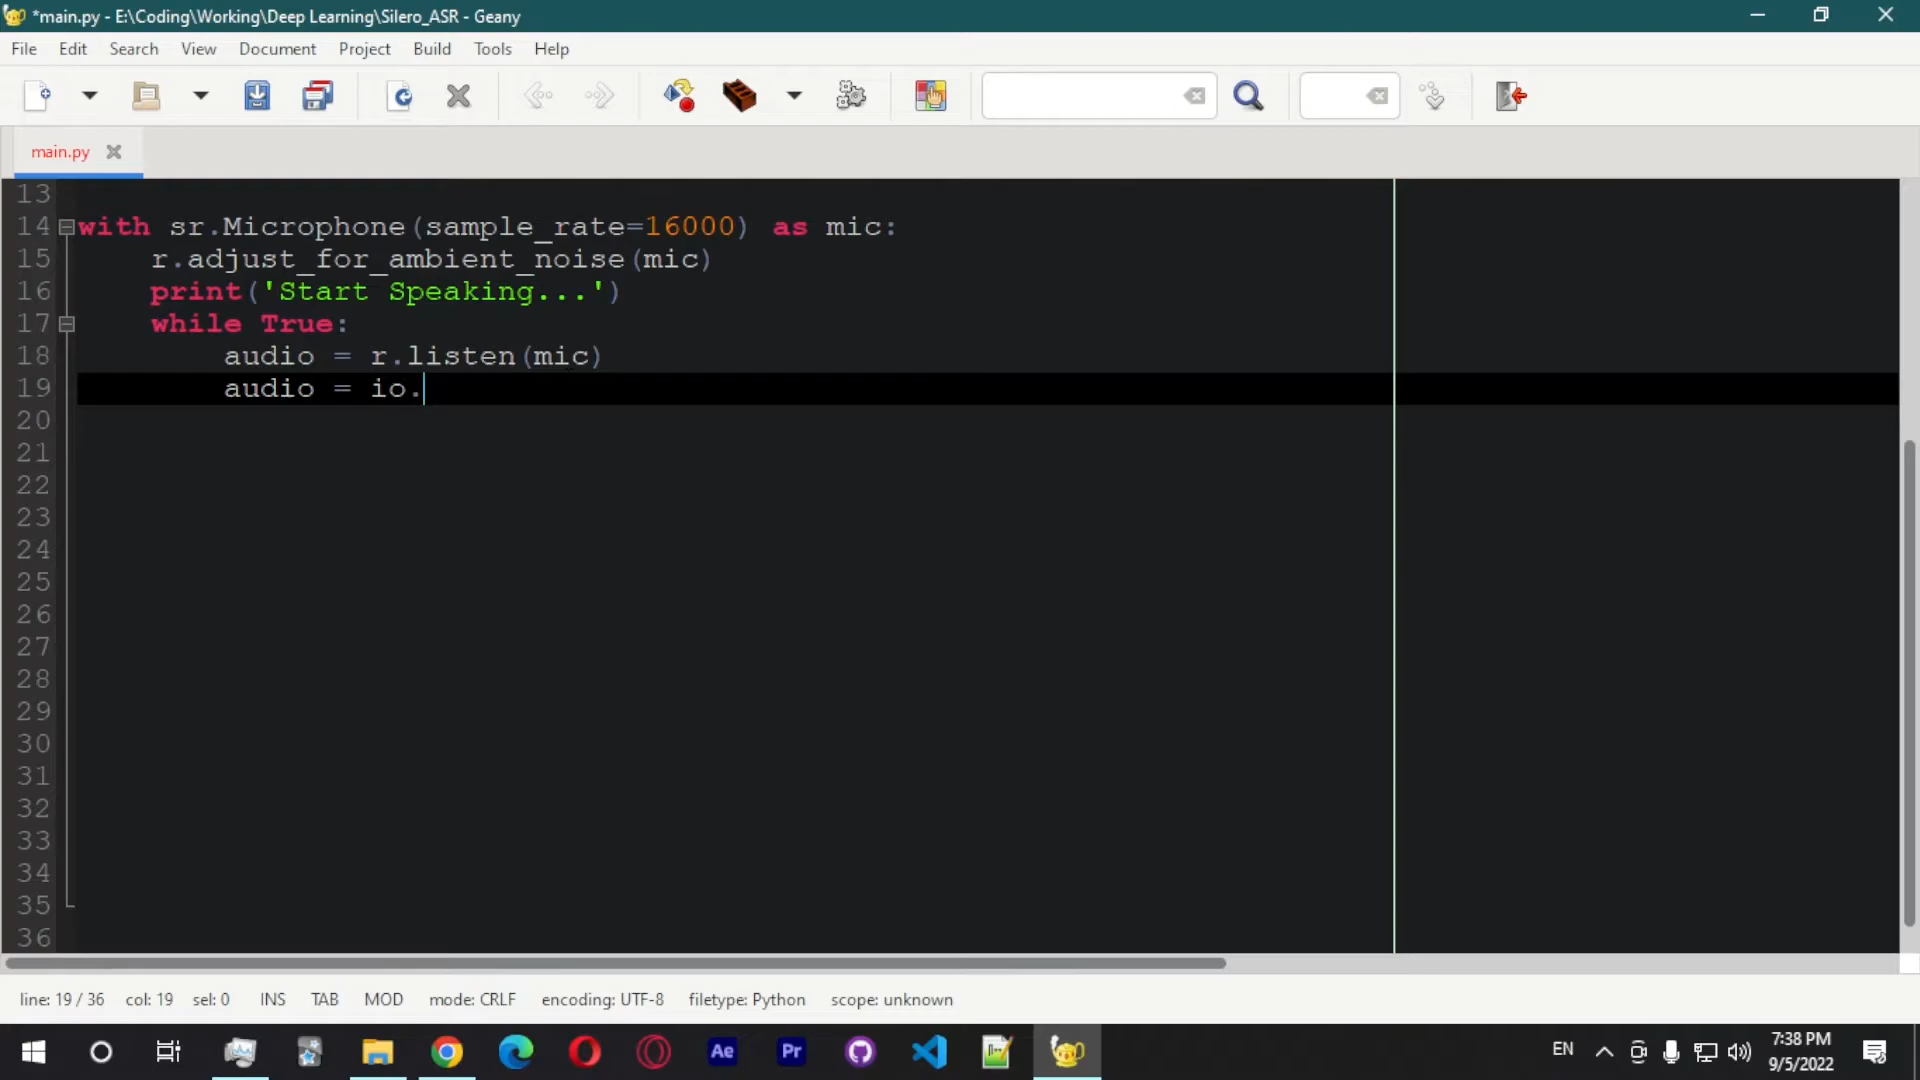 *main.py - E:\Coding\Working\Deep Learning\Silero_ASR - Geany
File Edit Search View Document Project Build Tools Help
main.py
13
14 with sr.Microphone(sample_rate=16000) as mic:
15 r.adjust_for_ambient_noise(mic)
16 print('Start Speaking...')
17 while True:
18 audio = r.listen(mic)
19 audio = io.
20
21
22
23
24
25
26
27
28
29
30
31
32
33
34
35
36
line: 19 / 36 col: 19 sel: 0 INS TAB MOD mode: CRLF encoding: UTF-8 filetype: Python scope: unknown
Ae Pr EN 7:38 PM
9/5/2022